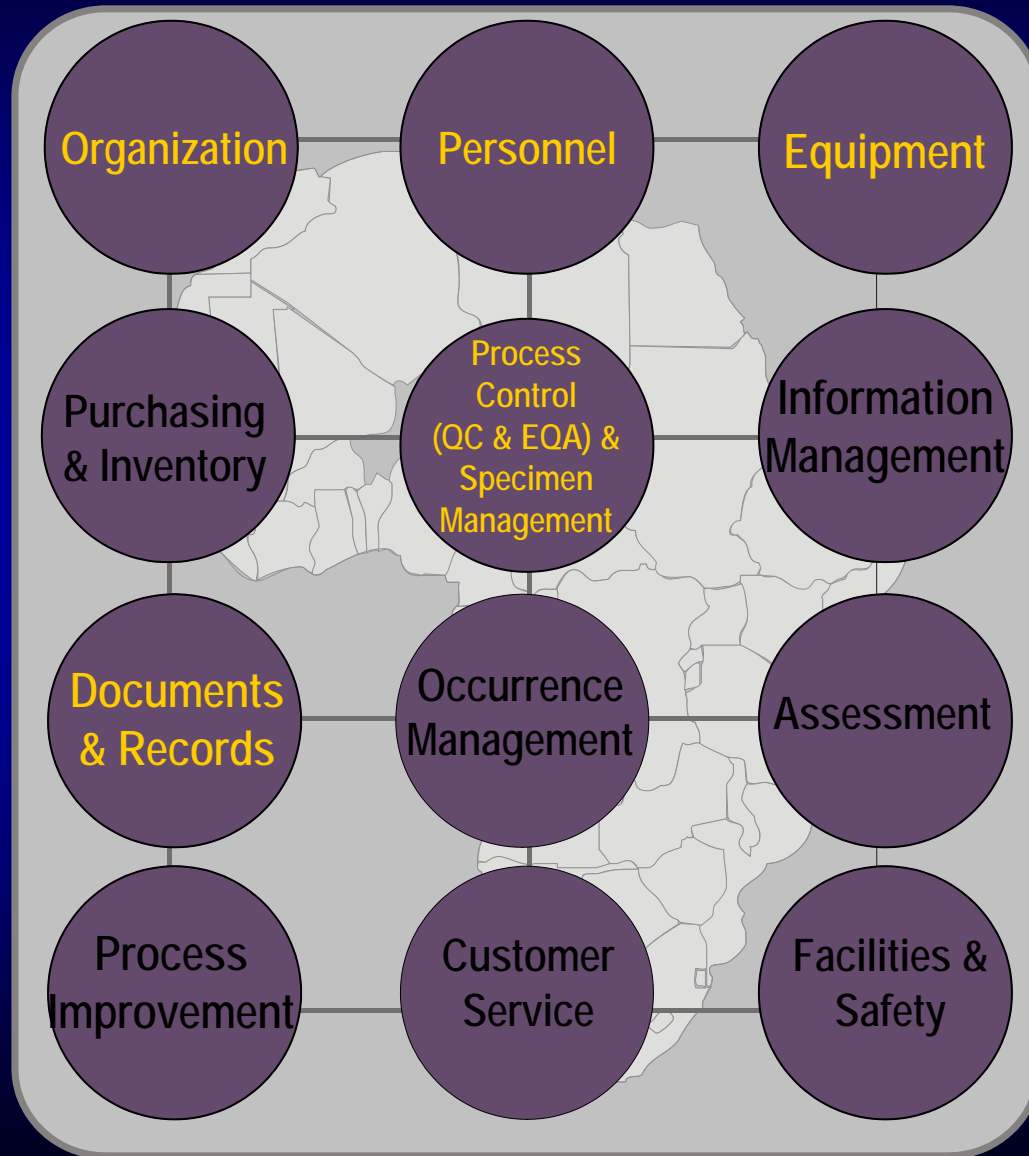 Organization
Personnel
Equipment
Purchasing
& Inventory
Process
Control
(QC & EQA) &
Specimen
Management
Information
Management
Documents
& Records
Occurrence
Management
Assessment
Process
Improvement
Customer
Service
Facilities &
Safety